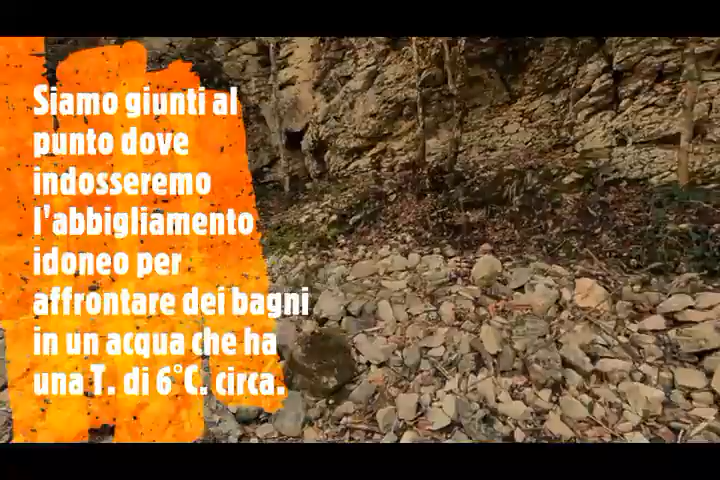 Siamo giunti al
punto dove
indosseremo
l'abbigliamento
idoneo per
affrontare dei bagni
in un acqua che ha
una T. di 6°C. circa.